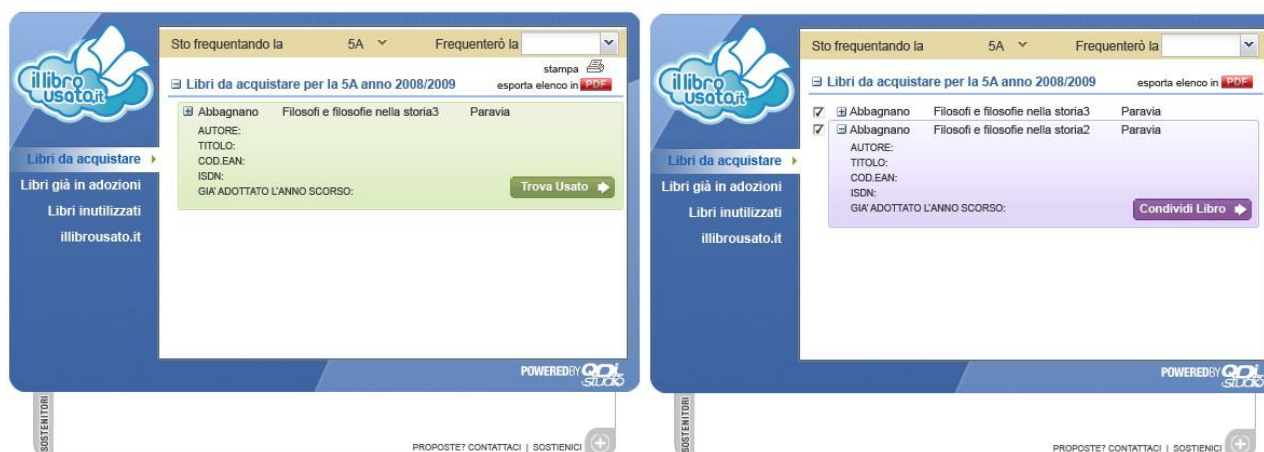 il libro
usato.it
Sto frequentando la 5A Frequenterò la
stampa
Libri da acquistare per la 5A anno 2008/2009 esporta elenco in PDF
Abbagnano Filosofi e filosofie nella storia3 Paravia
AUTORE:
TITOLO:
COD.EAN:
ISDN:
GIA' ADOTTATO L'ANNO SCORSO:
Trova Usato
Libri da acquistare
Libri già in adozioni
Libri inutilizzati
illibrousato.it
POWEREDBY QDi
STUDIO
SOSTENITORI
PROPOSTE? CONTATTACI | SOSTIENICI
il libro
usato.it
Sto frequentando la 5A Frequenterò la
Libri da acquistare per la 5A anno 2008/2009 esporta elenco in PDF
Abbagnano Filosofi e filosofie nella storia3 Paravia
Abbagnano Filosofi e filosofie nella storia2 Paravia
AUTORE:
TITOLO:
COD.EAN:
ISDN:
GIA' ADOTTATO L'ANNO SCORSO:
Condividi Libro
Libri da acquistare
Libri già in adozioni
Libri inutilizzati
illibrousato.it
POWEREDBY QDi
STUDIO
SOSTENITORI
PROPOSTE? CONTATTACI | SOSTIENICI